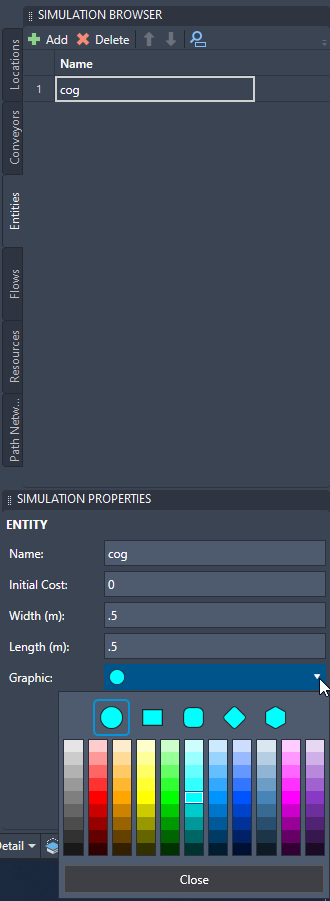 SIMULATION BROWSER
Add Delete
Name
1 cog
Locations
Conveyors
Entities
Flows
Resources
Path Netw...
SIMULATION PROPERTIES
ENTITY
Name: cog
Initial Cost: 0
Width (m): .5
Length (m): .5
Graphic:
Detail
Close